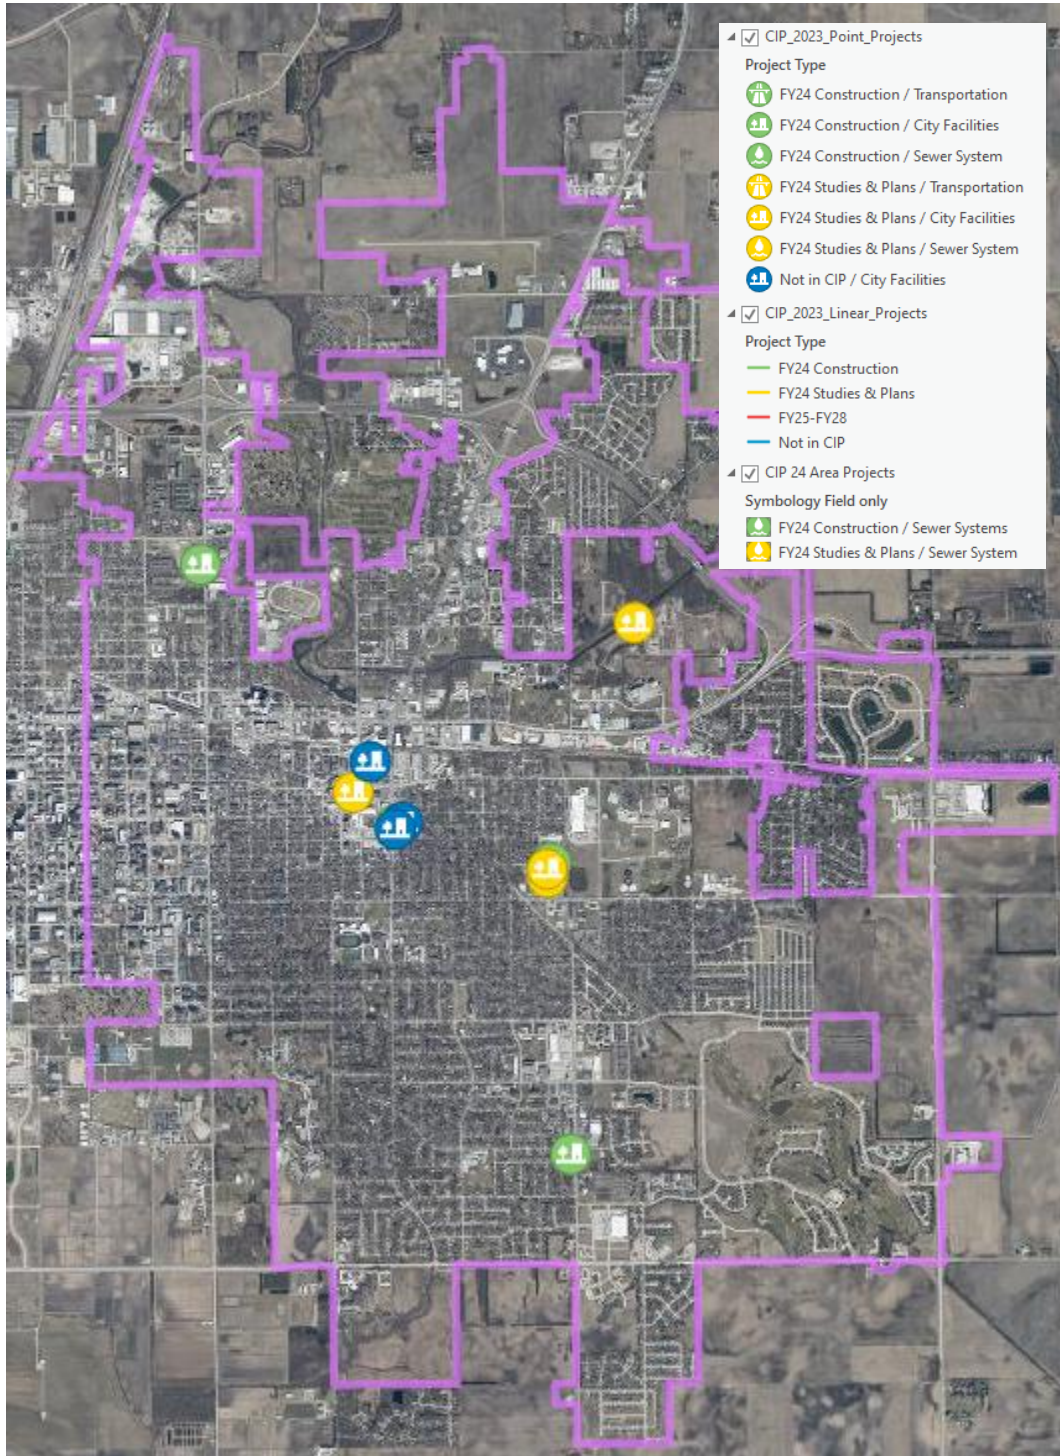 CIP_2023_Point_Projects
Project Type
FY24 Construction / Transportation
FY24 Construction / City Facilities
FY24 Construction / Sewer System
FY24 Studies & Plans / Transportation
FY24 Studies & Plans / City Facilities
FY24 Studies & Plans / Sewer System
Not in CIP / City Facilities
CIP_2023_Linear_Projects
Project Type
FY24 Construction
FY24 Studies & Plans
FY25-FY28
Not in CIP
CIP 24 Area Projects
Symbology Field only
FY24 Construction / Sewer Systems
FY24 Studies & Plans / Sewer System